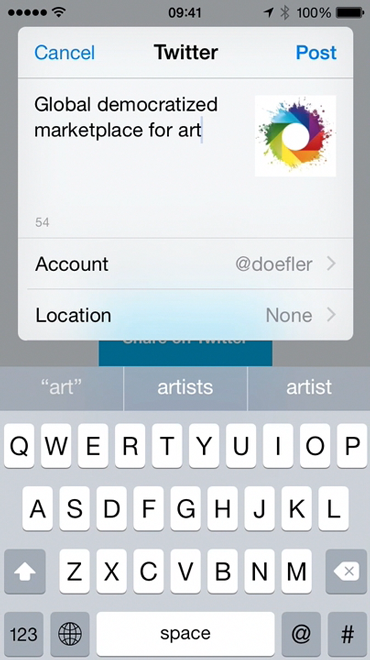 09:41 100%
Cancel Twitter Post
Global democratized
marketplace for art
54
Account @doefler
Location None
Share on Twitter
“art” artists artist
Q W E R T Y U I O P
A S D F G H J K L
Z X C V B N M
123 space @ #